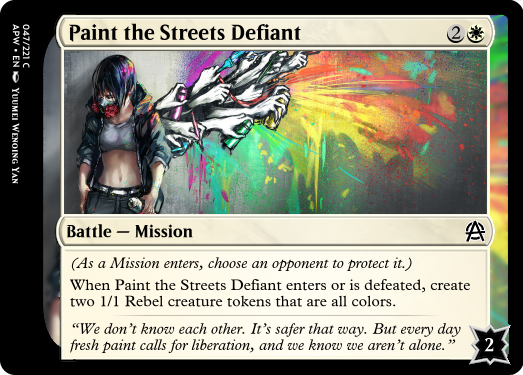 Paint the Streets Defiant 2
047/221 C
APW • EN YUUMEI WENQING YAN
Battle — Mission
(As a Mission enters, choose an opponent to protect it.)
When Paint the Streets Defiant enters or is defeated, create
two 1/1 Rebel creature tokens that are all colors.
“We don’t know each other. It’s safer that way. But every day
fresh paint calls for liberation, and we know we aren’t alone.”
2